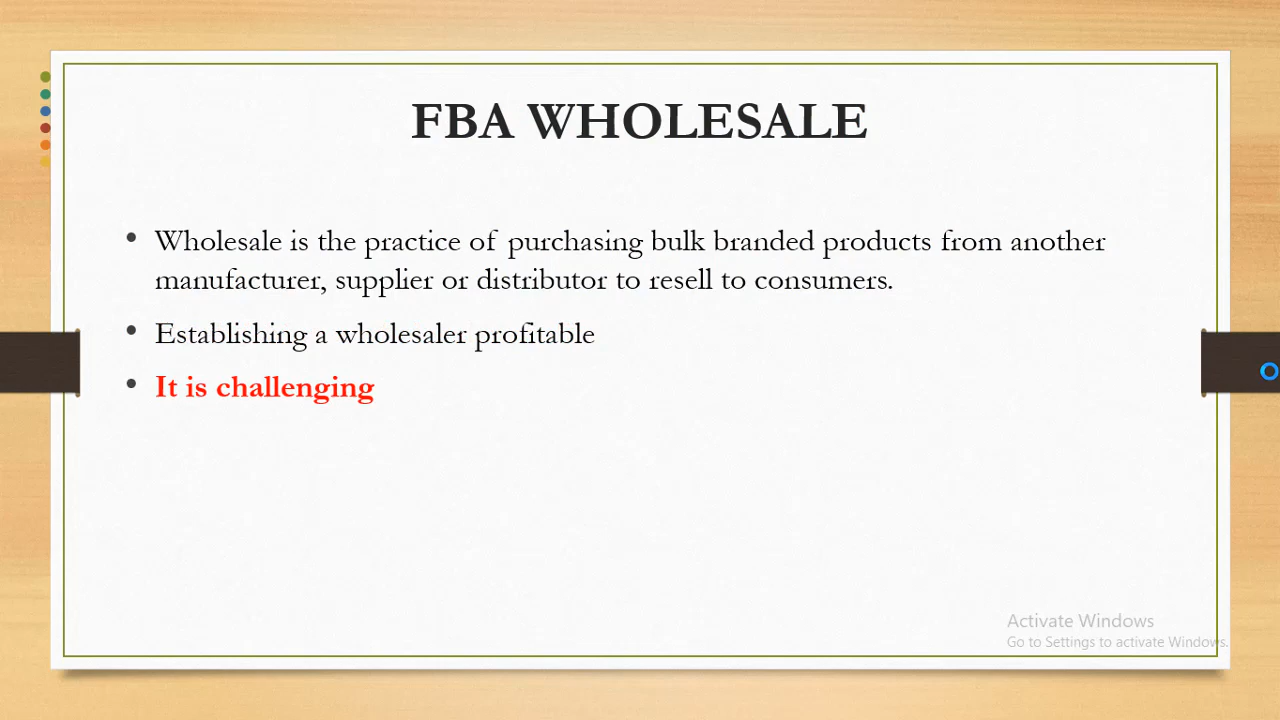 FBA WHOLESALE
• Wholesale is the practice of purchasing bulk branded products from another
manufacturer, supplier or distributor to resell to consumers.
• Establishing a wholesaler profitable
• It is challenging
Activate Windows
Go to Settings to activate Windows.